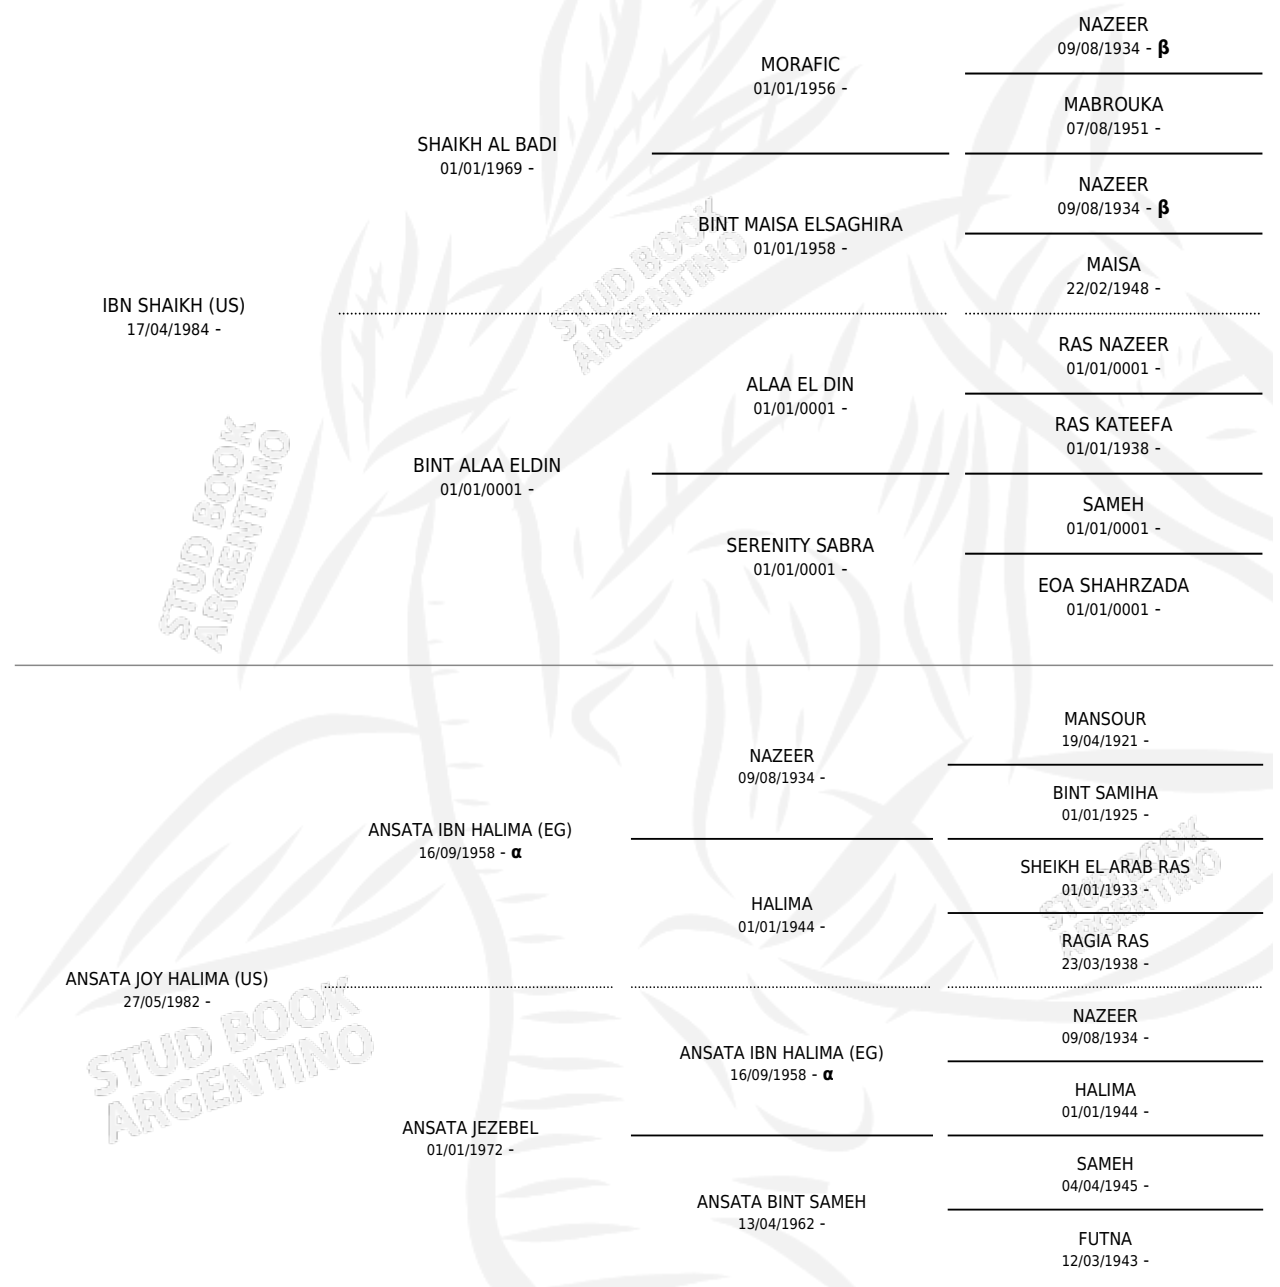 NAZEER
09/08/1934 - β
MORAFIC
01/01/1956 -
MABROUKA
07/08/1951 -
SHAIKH AL BADI
01/01/1969 -
NAZEER
09/08/1934 - β
BINT MAISA ELSAGHIRA
01/01/1958 -
MAISA
22/02/1948 -
IBN SHAIKH (US)
17/04/1984 -
RAS NAZEER
01/01/0001 -
ALAA EL DIN
01/01/0001 -
RAS KATEEFA
01/01/1938 -
BINT ALAA ELDIN
01/01/0001 -
SAMEH
01/01/0001 -
SERENITY SABRA
01/01/0001 -
EOA SHAHRZADA
01/01/0001 -
MANSOUR
19/04/1921 -
NAZEER
09/08/1934 -
BINT SAMIHA
01/01/1925 -
ANSATA IBN HALIMA (EG)
16/09/1958 - α
SHEIKH EL ARAB RAS
01/01/1933 -
HALIMA
01/01/1944 -
RAGIA RAS
23/03/1938 -
ANSATA JOY HALIMA (US)
27/05/1982 -
NAZEER
09/08/1934 -
ANSATA IBN HALIMA (EG)
16/09/1958 - α
HALIMA
01/01/1944 -
ANSATA JEZEBEL
01/01/1972 -
SAMEH
04/04/1945 -
ANSATA BINT SAMEH
13/04/1962 -
FUTNA
12/03/1943 -
STUD BOOK
ARGENTINO
STUD BOOK
ARGENTINO
STUD BOOK
ARGENTINO
STUD BOOK
ARGENTINO